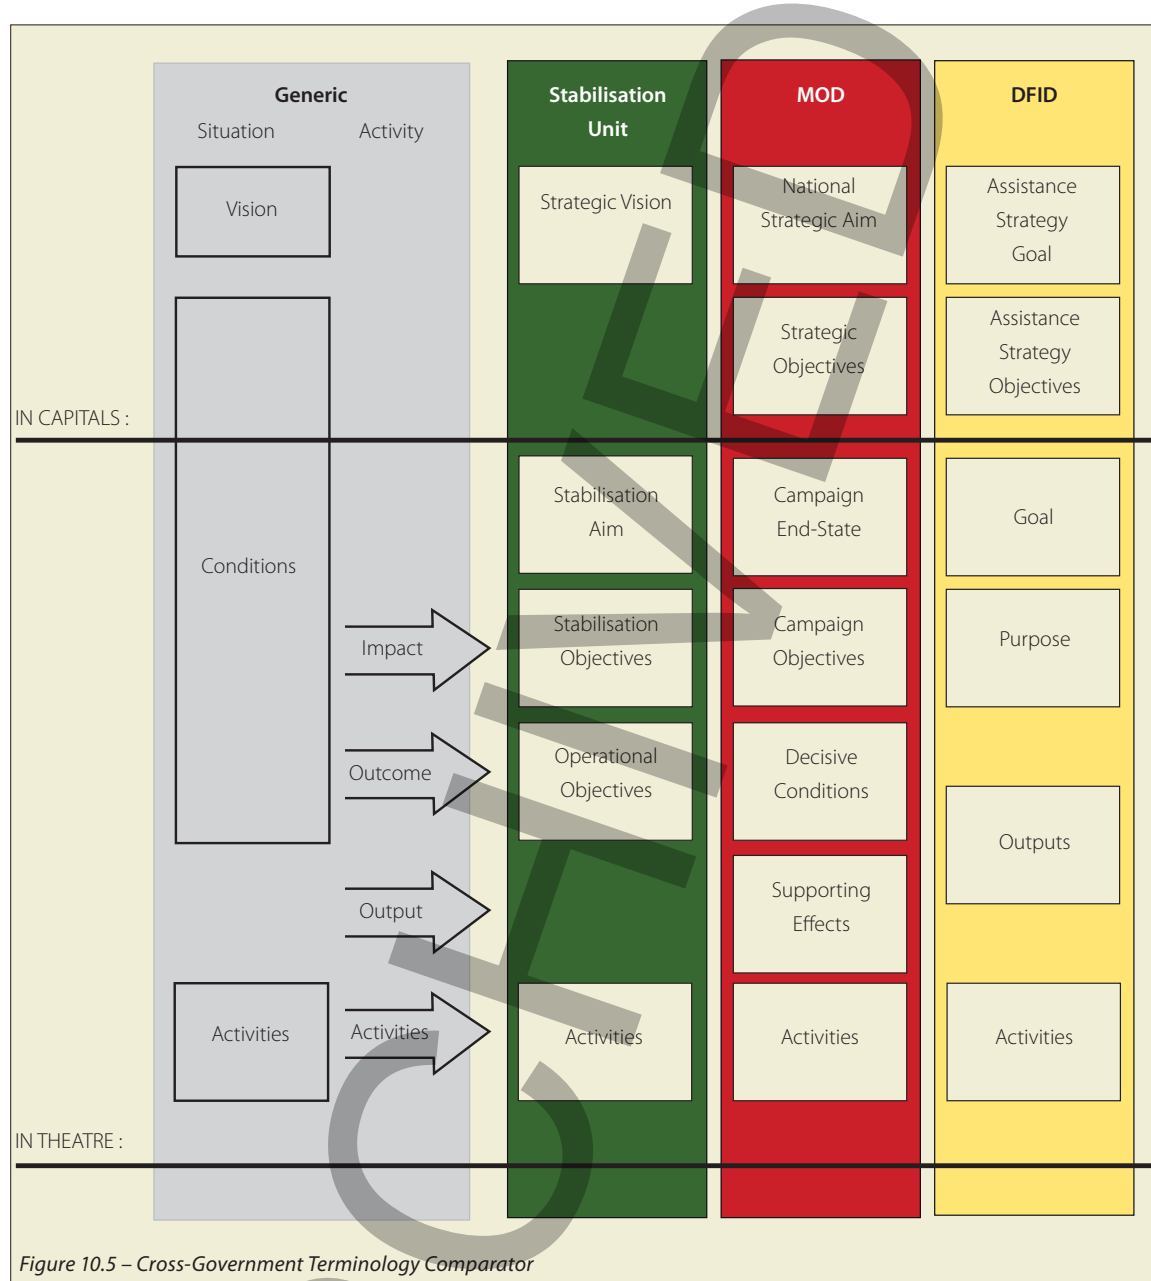 Generic
Situation
Activity
Vision
Conditions
Impact
Outcome
Output
Activities
Activities
Stabilisation
Unit
Strategic Vision
Stabilisation
Aim
Stabilisation
Objectives
Operational
Objectives
Activities
MOD
National
Strategic Aim
Strategic
Objectives
Campaign
End-State
Campaign
Objectives
Decisive
Conditions
Supporting
Effects
Activities
DFID
Assistance
Strategy
Goal
Assistance
Strategy
Objectives
Goal
Purpose
Outputs
Activities
IN CAPITALS :
IN THEATRE :
Figure 10.5 – Cross-Government Terminology Comparator
CHIVED